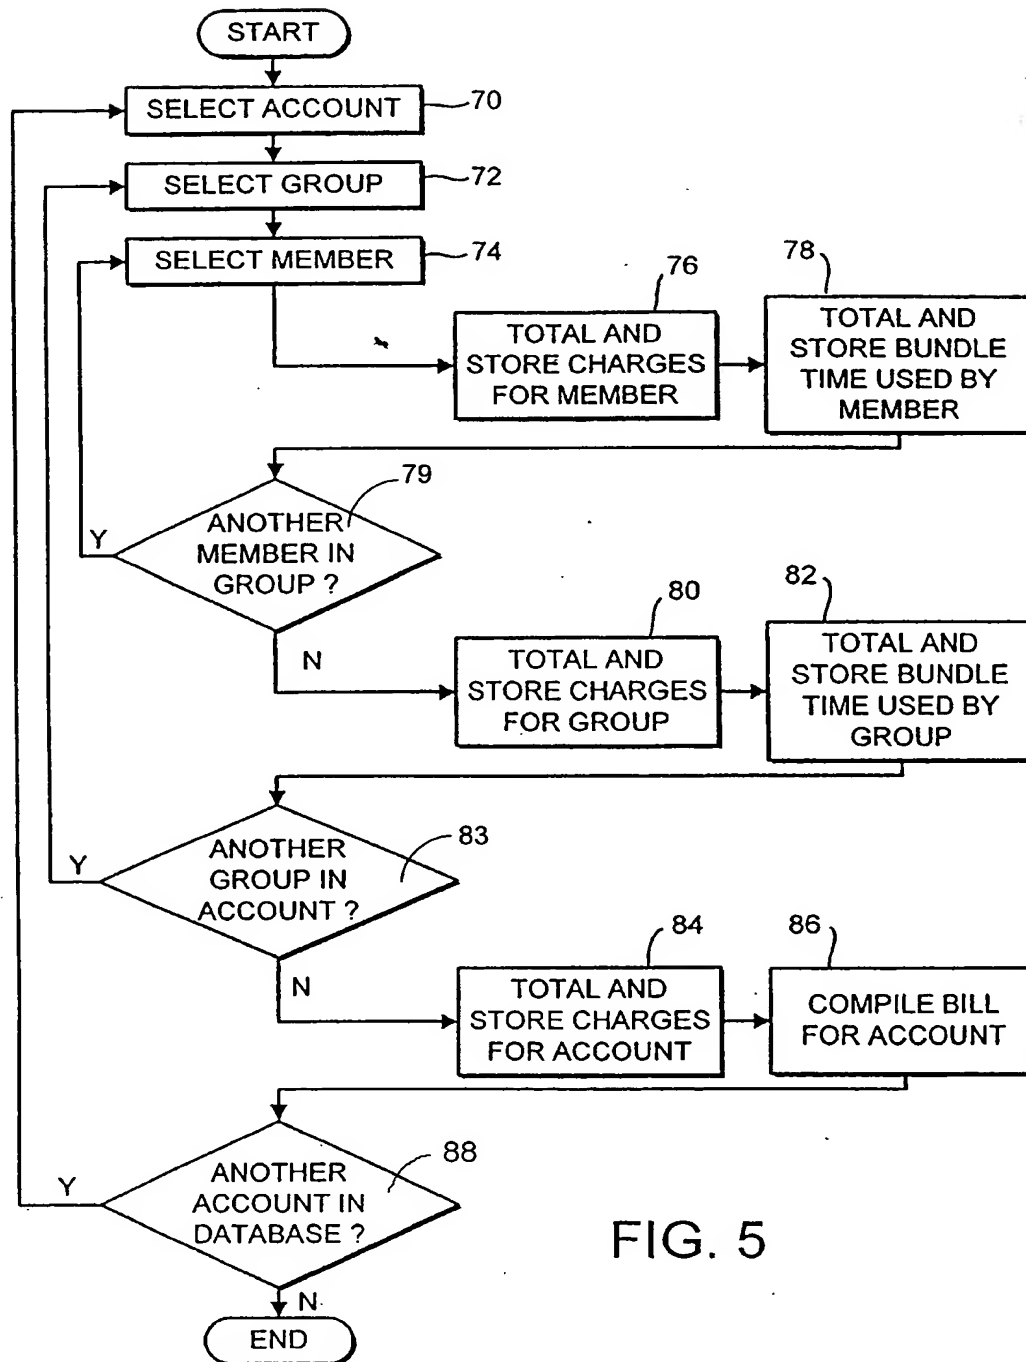 START
SELECT ACCOUNT
70
SELECT GROUP
72
SELECT MEMBER
74
76
TOTAL AND
STORE CHARGES
FOR MEMBER
78
TOTAL AND
STORE BUNDLE
TIME USED BY
MEMBER
79
ANOTHER
MEMBER IN
GROUP ?
Y
N
80
TOTAL AND
STORE CHARGES
FOR GROUP
82
TOTAL AND
STORE BUNDLE
TIME USED BY
GROUP
83
ANOTHER
GROUP IN
ACCOUNT ?
Y
N
84
TOTAL AND
STORE CHARGES
FOR ACCOUNT
86
COMPILE BILL
FOR ACCOUNT
88
ANOTHER
ACCOUNT IN
DATABASE ?
Y
N
END
FIG. 5